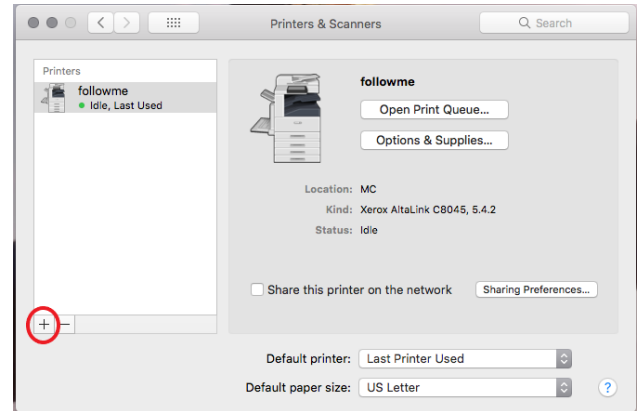 Printers & Scanners
Search
Printers
followme
Idle, Last Used
followme
Open Print Queue...
Options & Supplies...
Location: MC
Kind: Xerox AltaLink C8045, 5.4.2
Status: Idle
Share this printer on the network
Sharing Preferences...
+ −
Default printer: Last Printer Used
Default paper size: US Letter
?